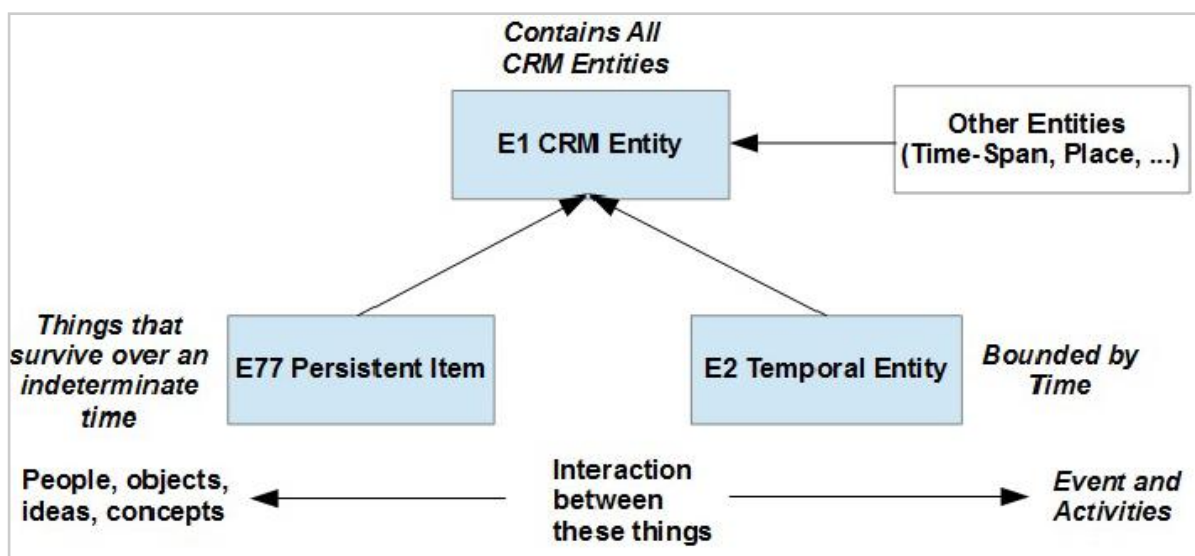 Contains All
CRM Entities
E1 CRM Entity
Other Entities
(Time-Span, Place, ...)
Things that
survive over an
indeterminate
time
E77 Persistent Item
E2 Temporal Entity
Bounded by
Time
People, objects,
ideas, concepts
Interaction
between
these things
Event and
Activities